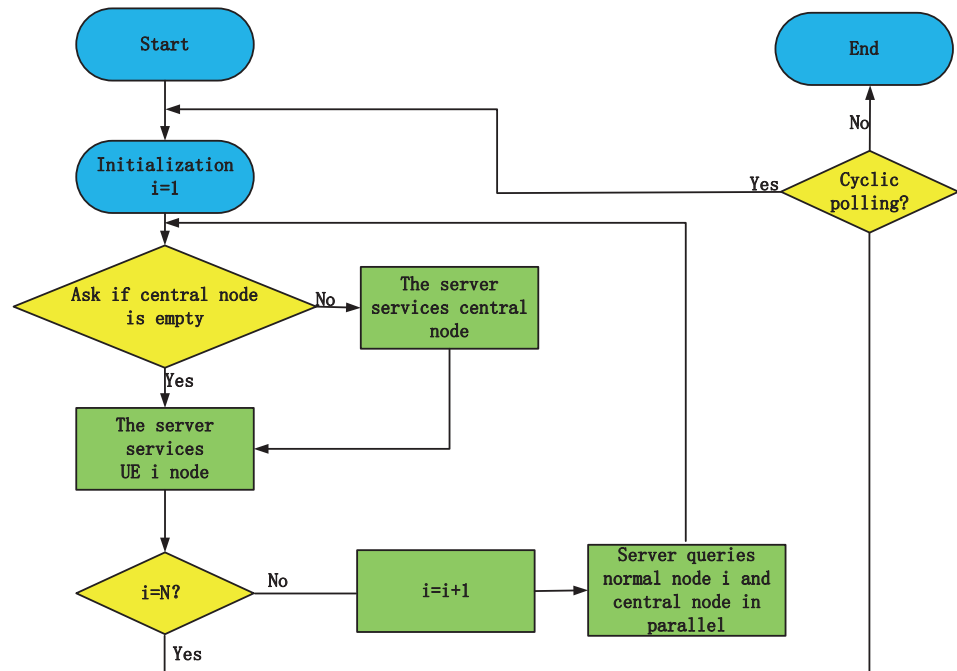 Start
End
No
Initialization
i=1
Yes
Cyclic
polling?
Ask if central node
is empty
No
The server
services central
node
Yes
The server
services
UE i node
i=N?
No
i=i+1
Server queries
normal node i and
central node in
parallel
Yes